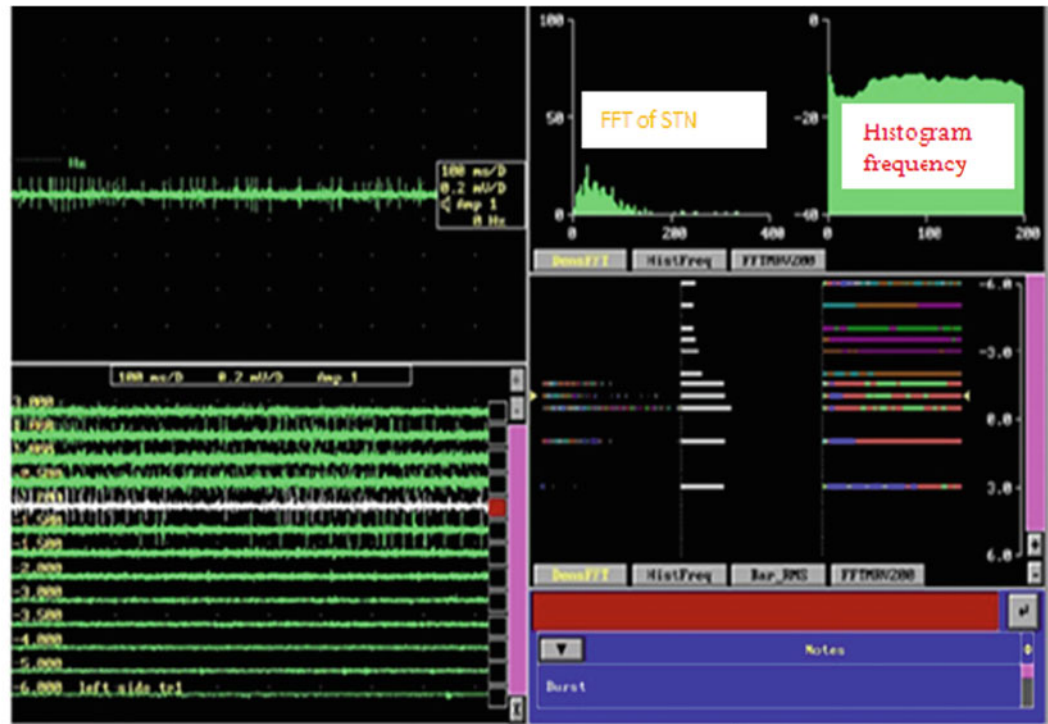 Hz
100 ms/D
0.2 mV/D
Amp 1
0 Hz
100
50
0
0
200
400
FFT of STN
0
-20
-40
0
100
200
Histogram
frequency
DensFFT
HistFreq
FFTMAV200
-6.0
-3.0
0.0
3.0
6.0
DensFFT
HistFreq
Bar_RMS
FFTMAV200
100 ms/D 0.2 mV/D Amp 1
3.000
-1.500
-2.000
-3.000
-3.500
-4.000
-5.000
-6.000 left side tr1
Notes
Burst